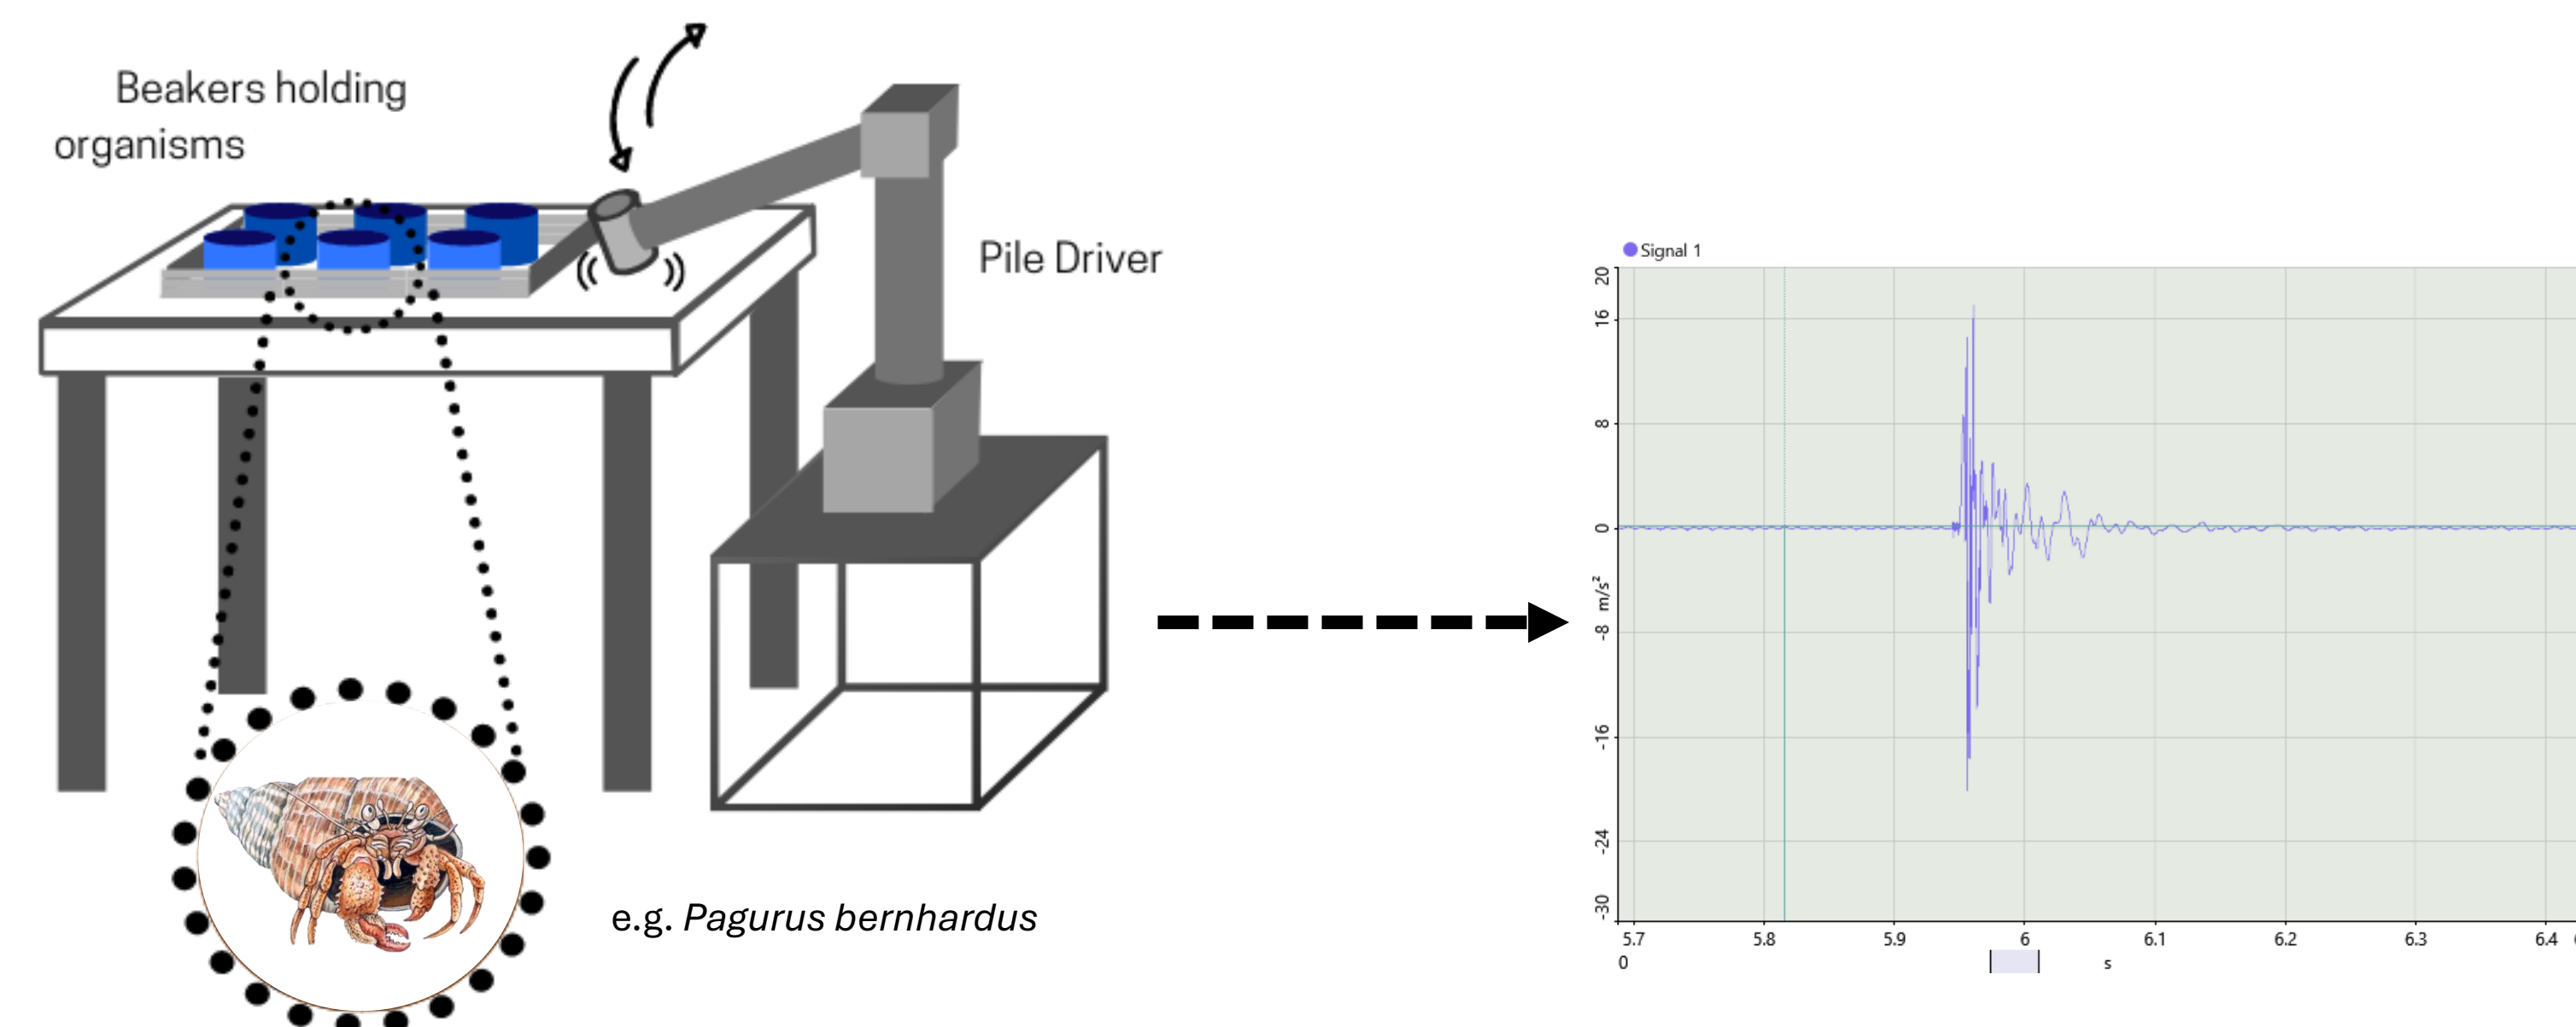 Beakers holding
organisms
Pile Driver
e.g. Pagurus bernhardus
Signal 1
20
16
8
0
m/s²
-8
-16
-24
-30
5.7 5.8 5.9 6 6.1 6.2 6.3 6.4
0 s